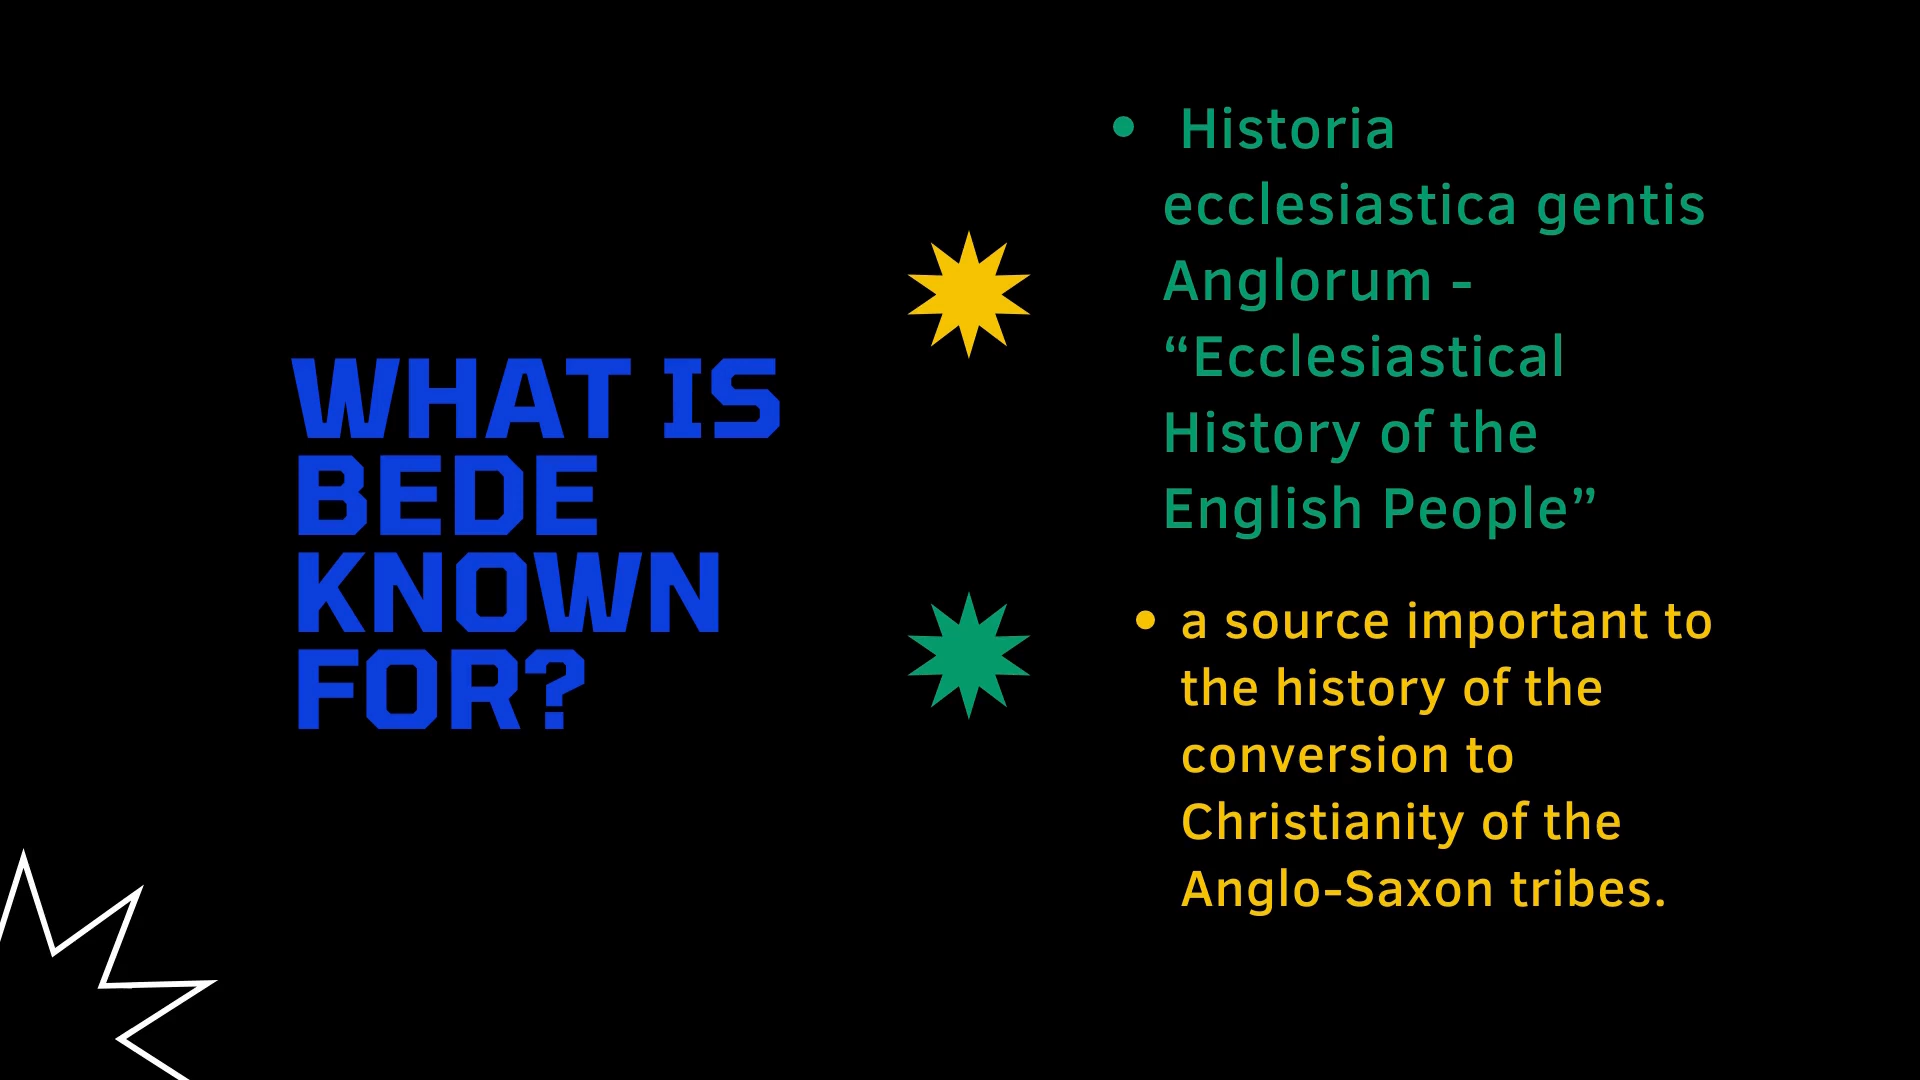 WHAT IS
BEDE
KNOWN
FOR?
• Historia
ecclesiastica gentis
Anglorum -
“Ecclesiastical
History of the
English People”
• a source important to
the history of the
conversion to
Christianity of the
Anglo-Saxon tribes.